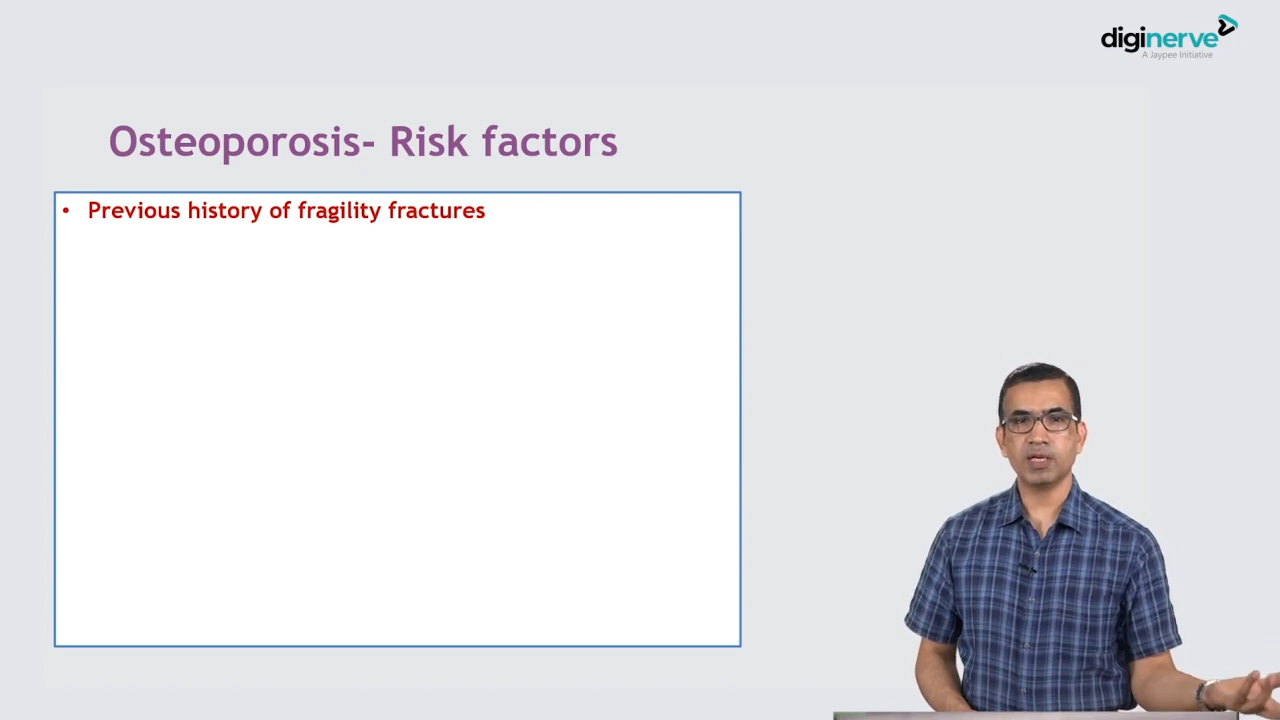 diginerve
A Jaypee Initiative
Osteoporosis- Risk factors
• Previous history of fragility fractures